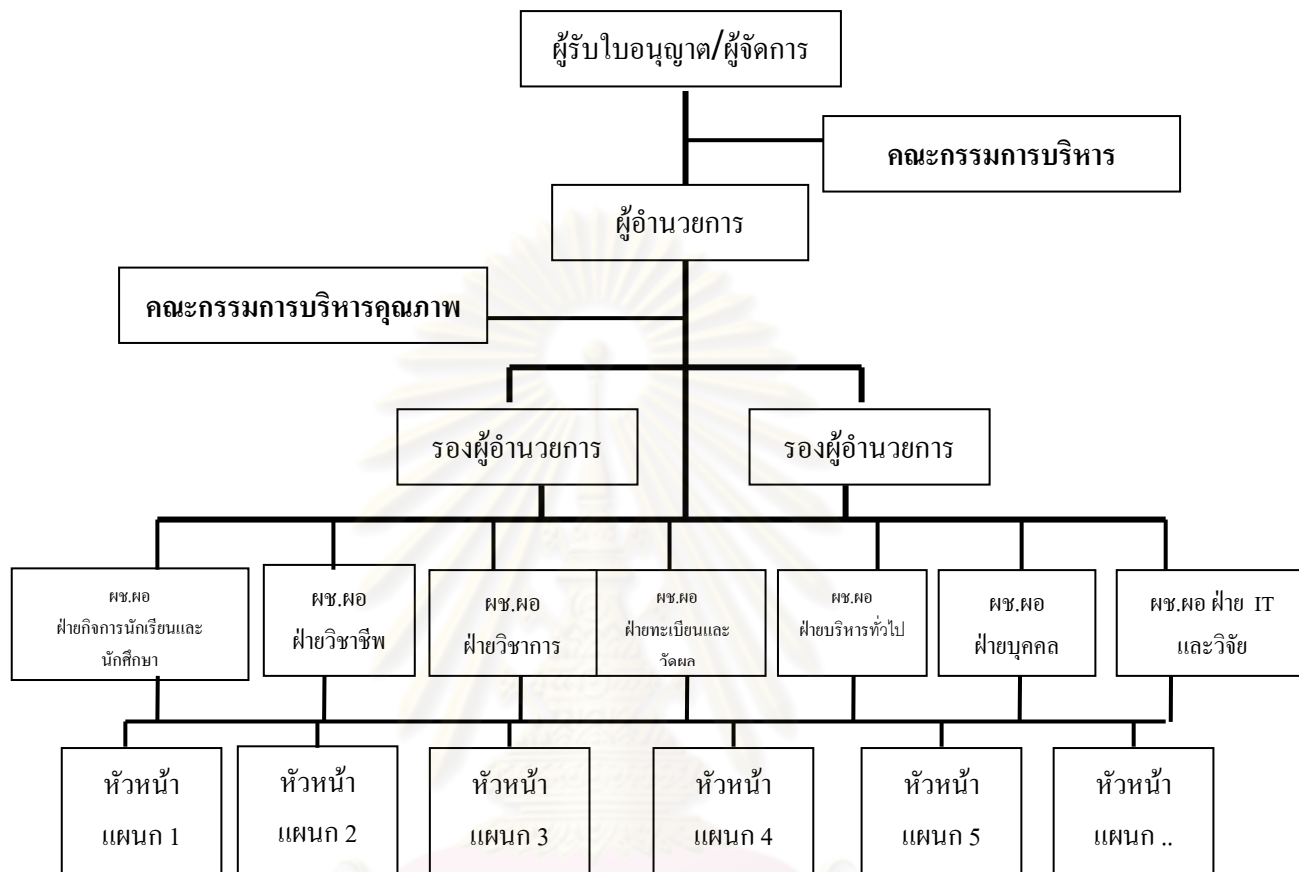 ผู้รับใบอนุญาต/ผู้จัดการ
คณะกรรมการบริหาร
ผู้อำนวยการ
คณะกรรมการบริหารคุณภาพ
รองผู้อำนวยการ
รองผู้อำนวยการ
ผช.ผอ
ฝ่ายกิจการนักเรียนและ
นักศึกษา
ผช.ผอ
ฝ่ายวิชาชีพ
ผช.ผอ
ฝ่ายวิชาการ
ผช.ผอ
ฝ่ายทะเบียนและ
วัดผล
ผช.ผอ
ฝ่ายบริหารทั่วไป
ผช.ผอ
ฝ่ายบุคคล
ผช.ผอ ฝ่าย IT
และวิจัย
หัวหน้า
แผนก 1
หัวหน้า
แผนก 2
หัวหน้า
แผนก 3
หัวหน้า
แผนก 4
หัวหน้า
แผนก 5
หัวหน้า
แผนก ..